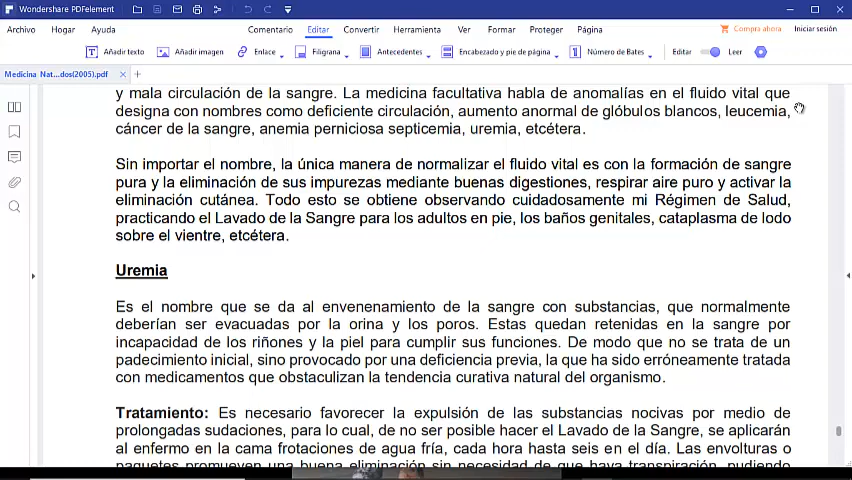 Wondershare PDFelement
Archivo Hogar Ayuda Comentario Editar Convertir Herramienta Ver Formar Proteger Página Compra ahora Iniciar sesión
Añadir texto Añadir imagen Enlace Filigrana Antecedentes Encabezado y pie de página Número de Bates Editar Leer
Medicina Nat...dos(2005).pdf
y mala circulación de la sangre. La medicina facultativa habla de anomalías en el fluido vital que
designa con nombres como deficiente circulación, aumento anormal de glóbulos blancos, leucemia,
cáncer de la sangre, anemia perniciosa septicemia, uremia, etcétera.
Sin importar el nombre, la única manera de normalizar el fluido vital es con la formación de sangre
pura y la eliminación de sus impurezas mediante buenas digestiones, respirar aire puro y activar la
eliminación cutánea. Todo esto se obtiene observando cuidadosamente mi Régimen de Salud,
practicando el Lavado de la Sangre para los adultos en pie, los baños genitales, cataplasma de lodo
sobre el vientre, etcétera.
Uremia
Es el nombre que se da al envenenamiento de la sangre con substancias, que normalmente
deberían ser evacuadas por la orina y los poros. Estas quedan retenidas en la sangre por
incapacidad de los riñones y la piel para cumplir sus funciones. De modo que no se trata de un
padecimiento inicial, sino provocado por una deficiencia previa, la que ha sido erróneamente tratada
con medicamentos que obstaculizan la tendencia curativa natural del organismo.
Tratamiento: Es necesario favorecer la expulsión de las substancias nocivas por medio de
prolongadas sudaciones, para lo cual, de no ser posible hacer el Lavado de la Sangre, se aplicarán
al enfermo en la cama frotaciones de agua fría, cada hora hasta seis en el día. Las envolturas o
paquetes promueven una buena eliminación sin necesidad de que haya transpiración, pudiendo